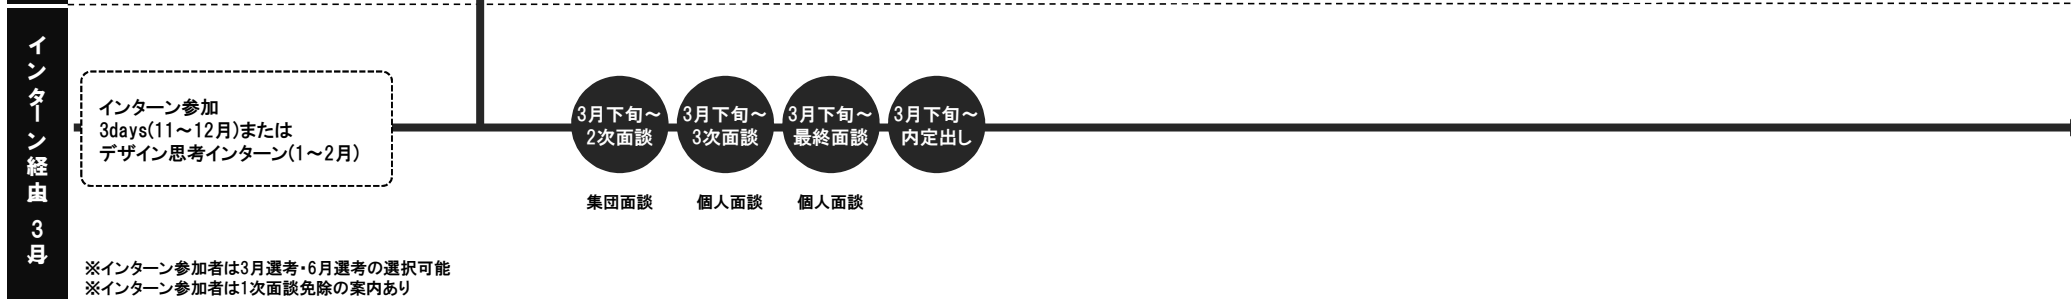 インターン経由 3月
インターン参加
3days(11～12月)または
デザイン思考インターン(1～2月)
3月下旬～
2次面談
3月下旬～
3次面談
3月下旬～
最終面談
3月下旬～
内定出し
集団面談
個人面談
個人面談
※インターン参加者は3月選考・6月選考の選択可能
※インターン参加者は1次面談免除の案内あり